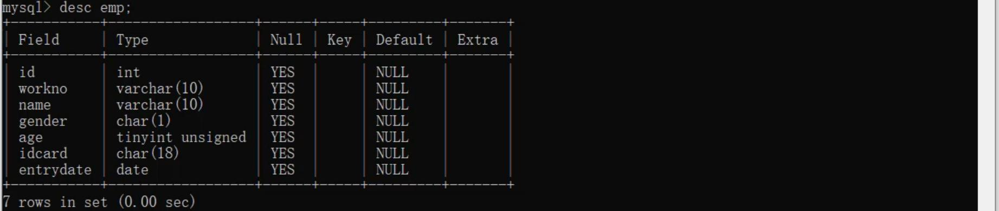 mysql> desc emp;
+-----------+------------------+------+-----+---------+-------+
| Field     | Type             | Null | Key | Default | Extra |
+-----------+------------------+------+-----+---------+-------+
| id        | int              | YES  |     | NULL    |       |
| workno    | varchar(10)      | YES  |     | NULL    |       |
| name      | varchar(10)      | YES  |     | NULL    |       |
| gender    | char(1)          | YES  |     | NULL    |       |
| age       | tinyint unsigned | YES  |     | NULL    |       |
| idcard    | char(18)         | YES  |     | NULL    |       |
| entrydate | date             | YES  |     | NULL    |       |
+-----------+------------------+------+-----+---------+-------+
7 rows in set (0.00 sec)